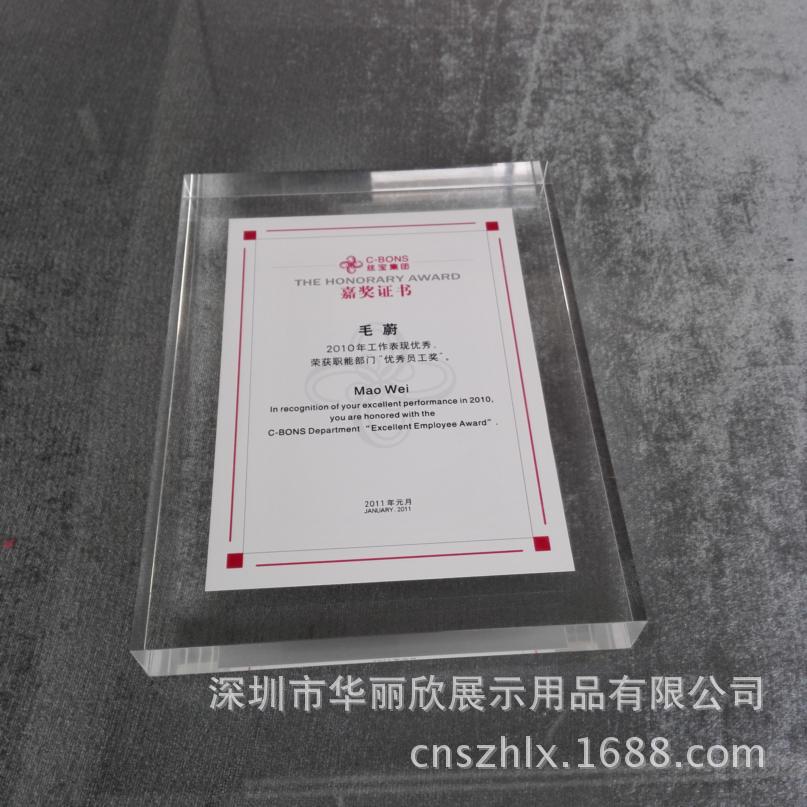 C-BONS
丝宝集团
THE HONORARY AWARD
嘉奖证书
毛 蔚
2010年工作表现优秀,
荣获职能部门“优秀员工奖”。
Mao Wei
In recognition of your excellent performance in 2010,
you are honored with the
C-BONS Department “Excellent Employee Award”.
2011年元月
JANUARY. 2011
深圳市华丽欣展示用品有限公司
cnszhlx.1688.com